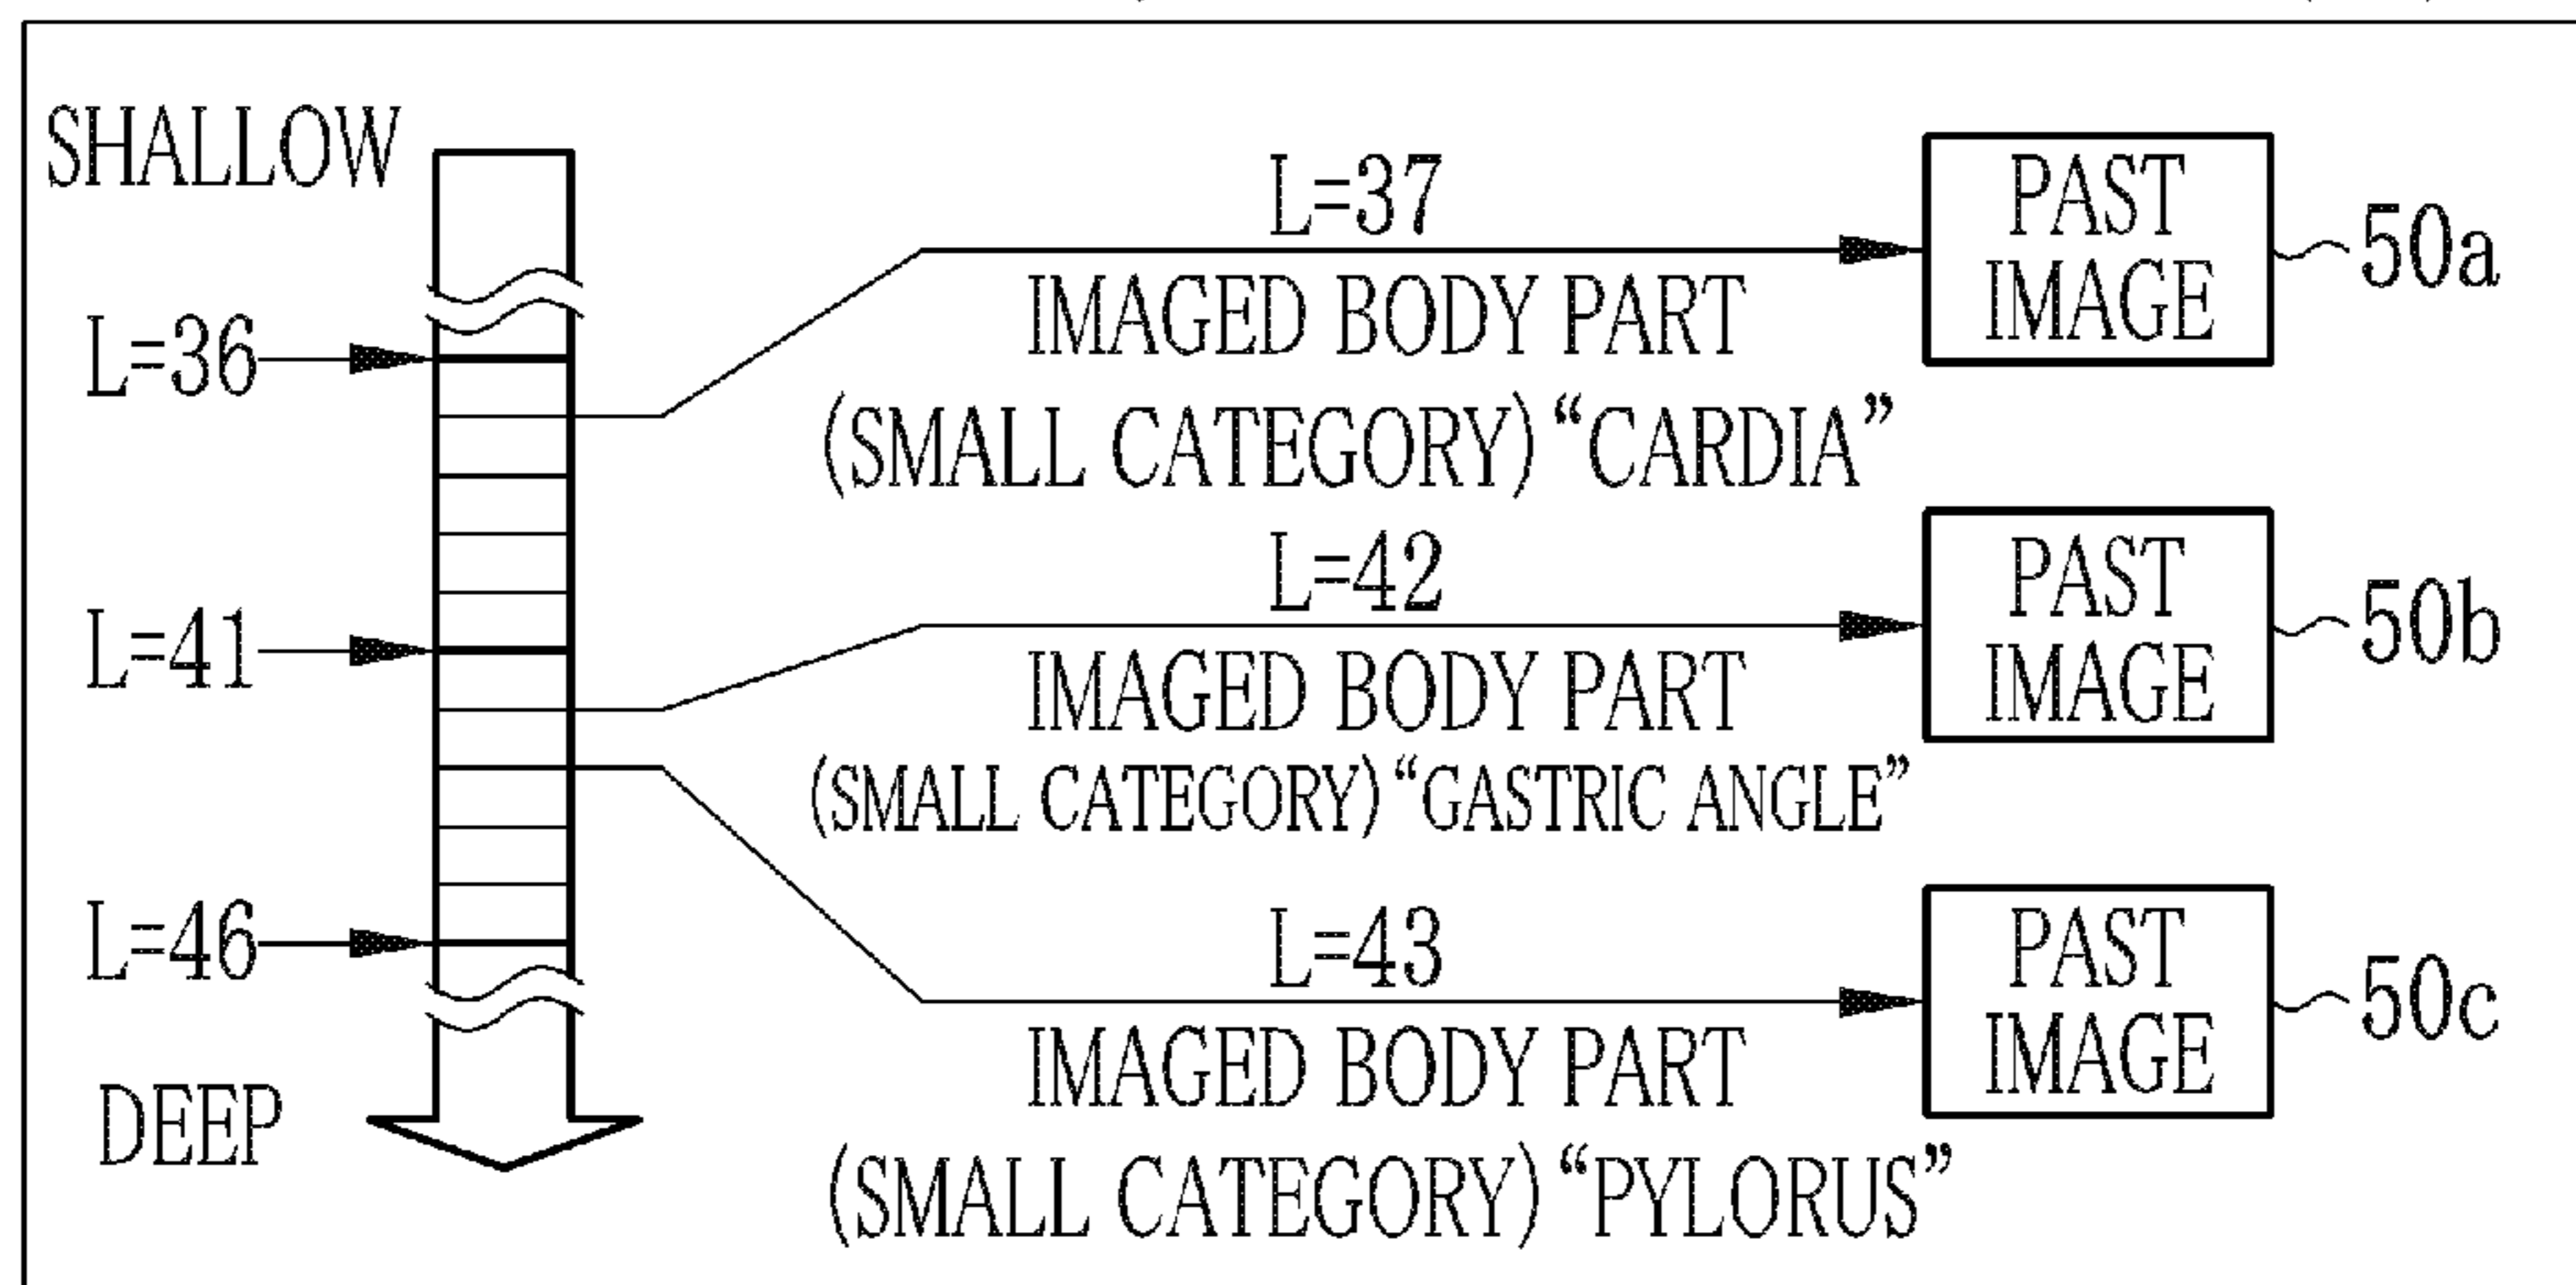 SHALLOW
L=36
L=41
L=46
DEEP
L=37
IMAGED BODY PART
(SMALL CATEGORY) “CARDIA”
PAST
IMAGE
50a
L=42
IMAGED BODY PART
(SMALL CATEGORY) “GASTRIC ANGLE”
PAST
IMAGE
50b
L=43
IMAGED BODY PART
(SMALL CATEGORY) “PYLORUS”
PAST
IMAGE
50c